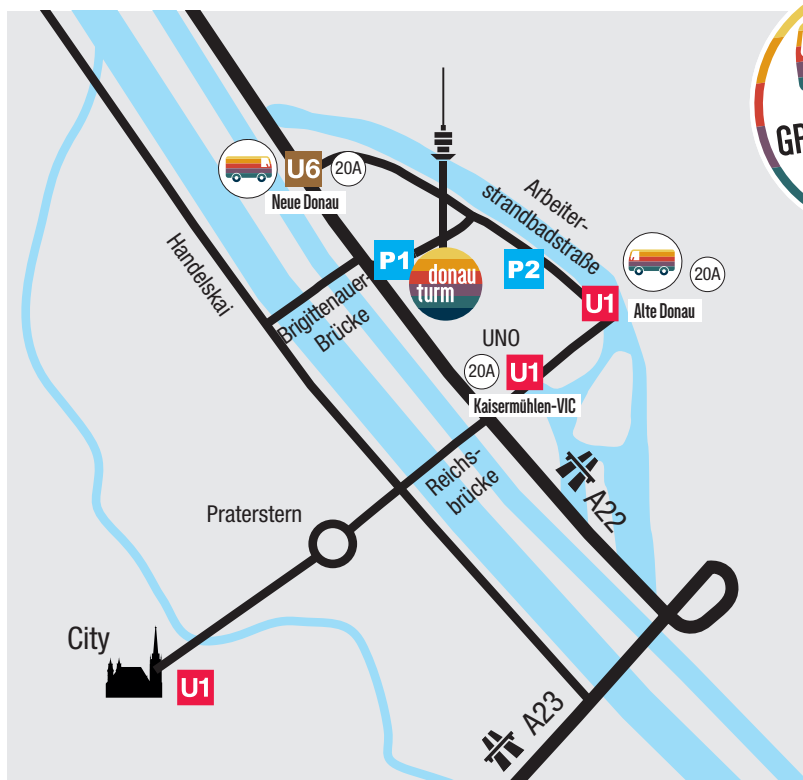 GR
U6
20A
Neue Donau
Arbeiter-
strandbadstraße
Handelskai
P1
donau
turm
P2
Brigittenauer-
Brücke
U1
20A
Alte Donau
UNO
20A
U1
Kaisermühlen-VIC
Reichs-
brücke
A22
Praterstern
City
U1
A23